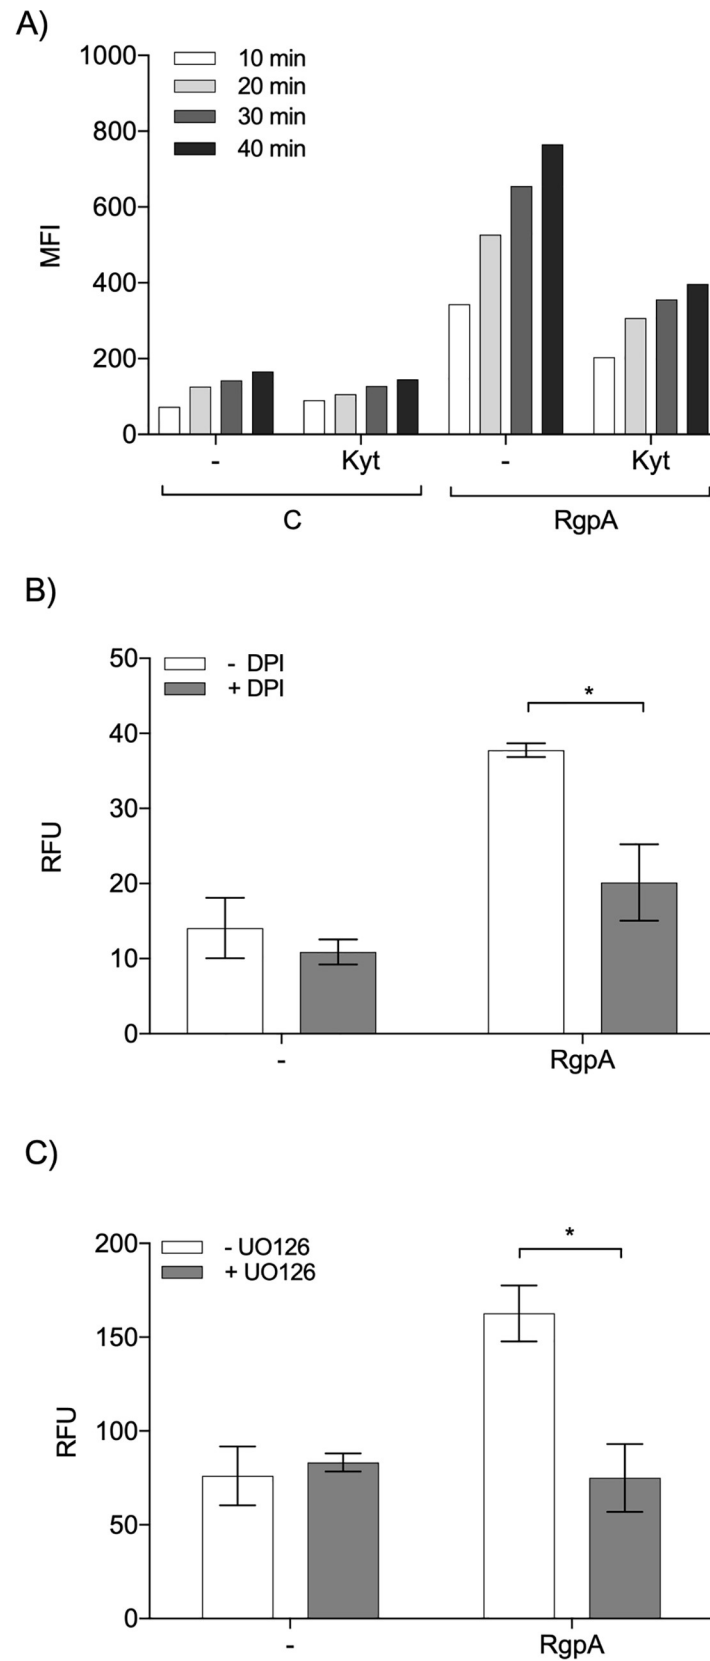 A)
1000
10 min
20 min
800
30 min
40 min
600
MFI
400
200
0
- Kyt - Kyt
C RgpA
B)
50
- DPI
+ DPI
*
40
30
RFU
20
10
0
- RgpA
C)
200
- UO126
+ UO126
*
150
RFU
100
50
0
- RgpA